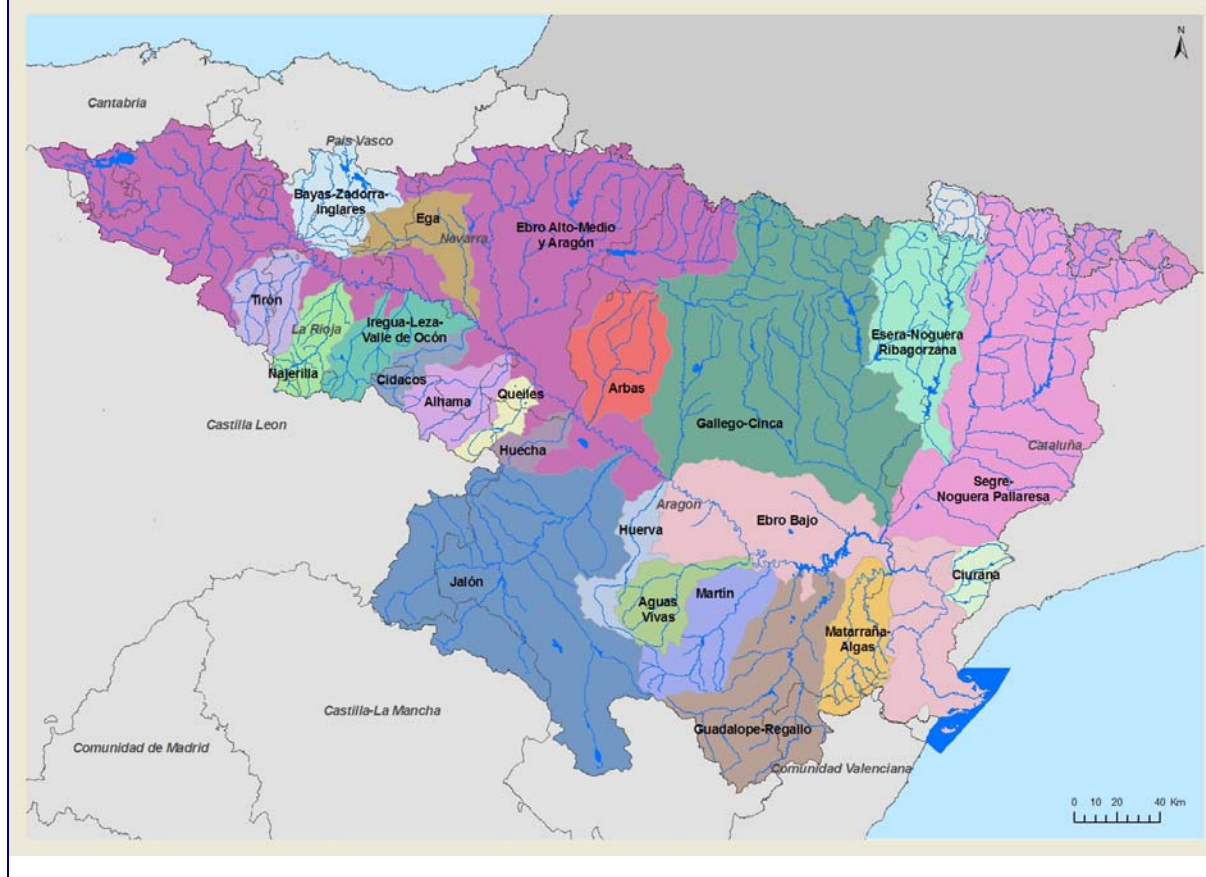 N
Cantabria
Pais Vasco
Bayas-Zadorra-
Inglares
Ega
Navarra
Ebro Alto-Medio
y Aragón
Tirón
La Rioja
Iregua-Leza-
Valle de Ocón
Esera-Noguera
Ribagorzana
Najerilla
Cidacos
Alhama
Queiles
Arbas
Castilla Leon
Huecha
Gallego-Cinca
Cataluña
Segre-
Noguera Pallaresa
Aragon
Huerva
Ebro Bajo
Jalón
Aguas
Vivas
Martín
Ciurana
Matarraña-
Algas
Castilla-La Mancha
Guadalope-Regallo
Comunidad de Madrid
Comunidad Valenciana
0 10 20 40 Km